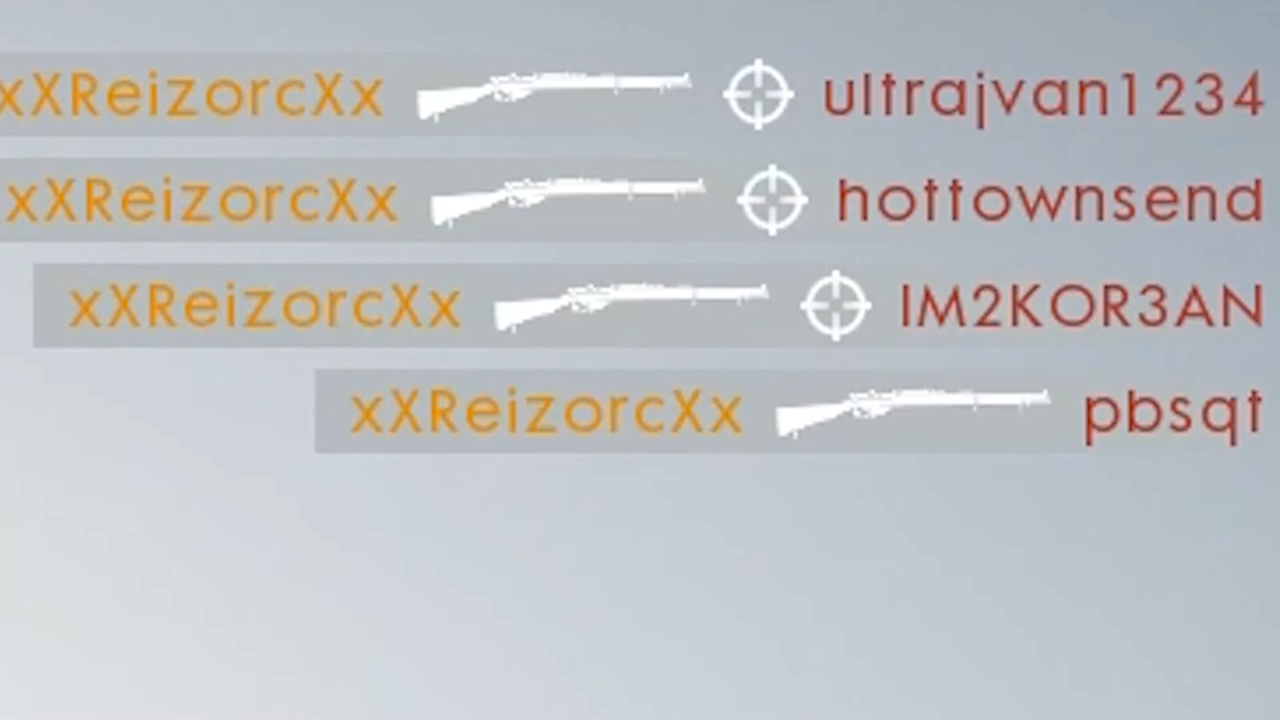 xXReizorcXx ultrajvan1234
xXReizorcXx hottownsend
xXReizorcXx IM2KOR3AN
xXReizorcXx pbsqt